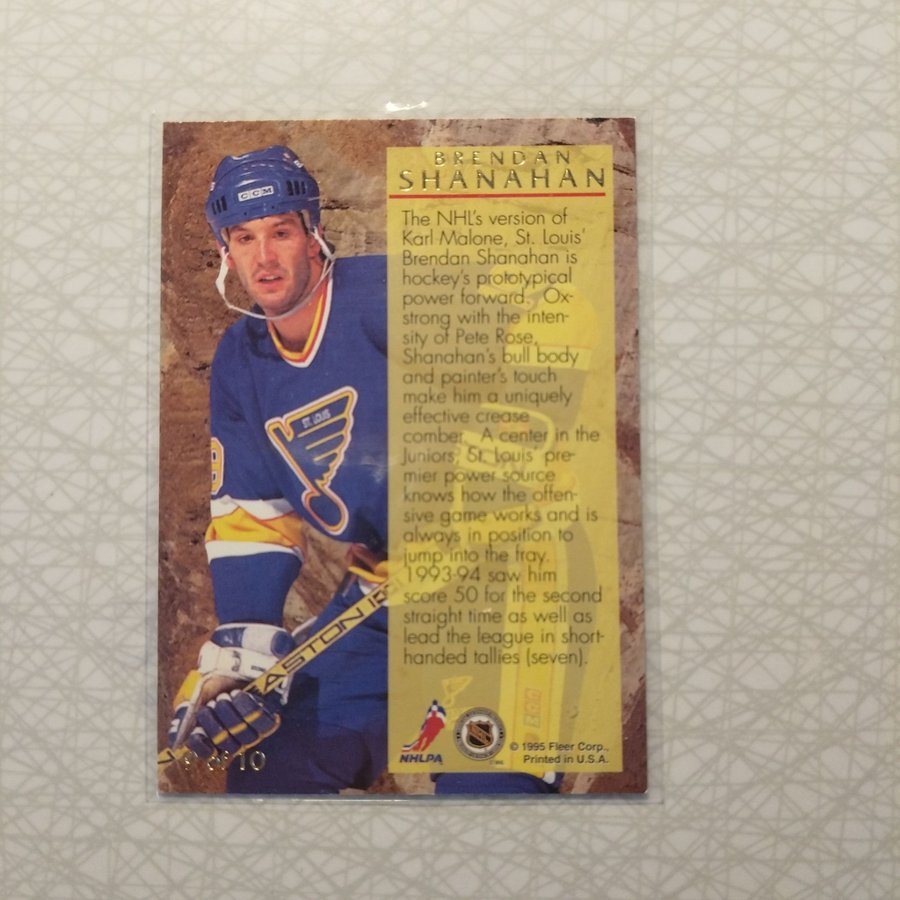 BRENDAN
SHANAHAN
The NHL's version of
Karl Malone, St. Louis'
Brendan Shanahan is
hockey's prototypical
power forward. Ox-
strong with the inten-
sity of Pete Rose,
Shanahan's bull body
and painter's touch
make him a uniquely
effective crease
comber. A center in the
Juniors, St. Louis' pre-
mier power source
knows how the offen-
sive game works and is
always in position to
jump into the fray.
1993-94 saw him
score 50 for the second
straight time as well as
lead the league in short-
handed tallies (seven).
CCM
ST. LOUIS
9
EASTON
9 of 10
NHLPA
NHL
© 1995 Fleer Corp.,
Printed in U.S.A.